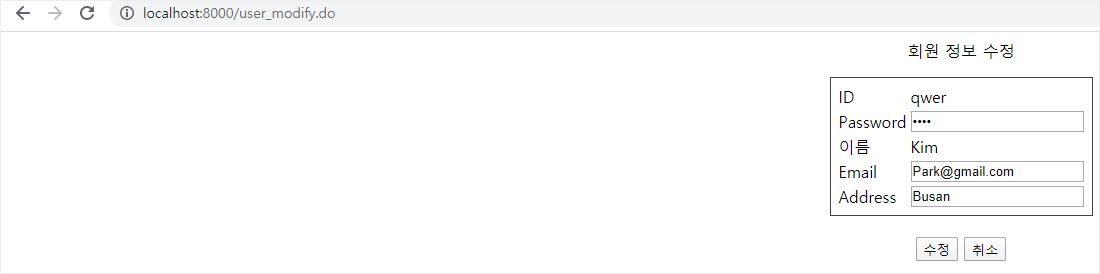 localhost:8000/user_modify.do
회원 정보 수정
ID qwer
Password ••••
이름 Kim
Email Park@gmail.com
Address Busan
수정 취소